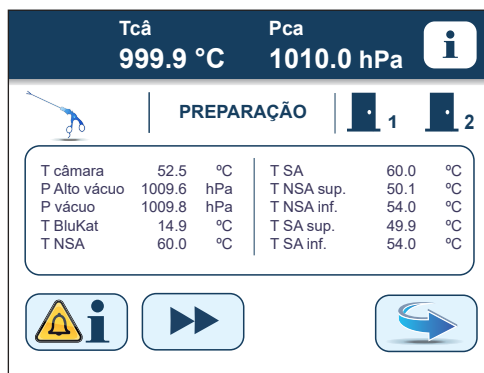 Tcâ Pca
999.9 °C 1010.0 hPa
PREPARAÇÃO 1 2
T câmara 52.5 ºC T SA 60.0 ºC
P Alto vácuo 1009.6 hPa T NSA sup. 50.1 ºC
P vácuo 1009.8 hPa T NSA inf. 54.0 ºC
T BluKat 14.9 ºC T SA sup. 49.9 ºC
T NSA 60.0 ºC T SA inf. 54.0 ºC